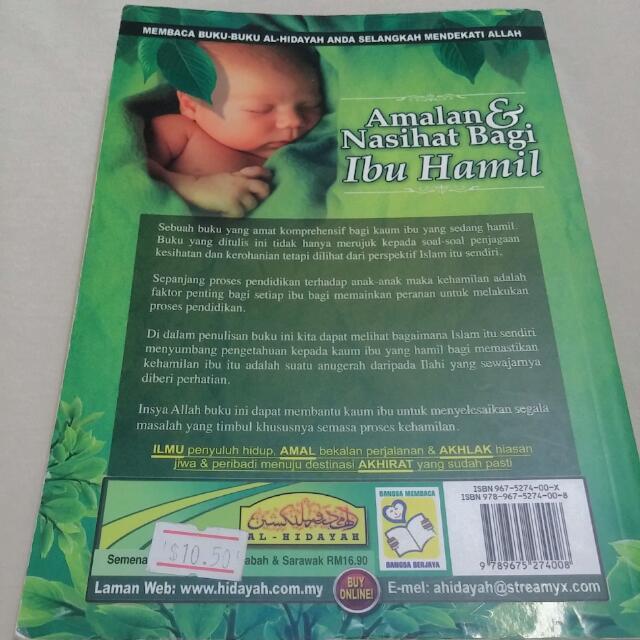 MEMBACA BUKU-BUKU AL-HIDAYAH ANDA SELANGKAH MENDEKATI ALLAH
Amalan &
Nasihat Bagi
Ibu Hamil
Sebuah buku yang amat komprehensif bagi kaum ibu yang sedang hamil.
Buku yang ditulis ini tidak hanya merujuk kepada soal-soal penjagaan
kesihatan dan kerohanian tetapi dilihat dari perspektif Islam itu sendiri.
Sepanjang proses pendidikan terhadap anak-anak maka kehamilan adalah
faktor penting bagi setiap ibu bagi memainkan peranan untuk melakukan
proses pendidikan.
Di dalam penulisan buku ini kita dapat melihat bagaimana Islam itu sendiri
menyumbang pengetahuan kepada kaum ibu yang hamil bagi memastikan
kehamilan ibu itu adalah suatu anugerah daripada Ilahi yang sewajarnya
diberi perhatian.
Insya Allah buku ini dapat membantu kaum ibu untuk menyelesaikan segala
masalah yang timbul khususnya semasa proses kehamilan.
ILMU penyuluh hidup, AMAL bekalan perjalanan & AKHLAK hiasan
jiwa & peribadi menuju destinasi AKHIRAT yang sudah pasti
AL-HIDAYAH
$10.50
Sabah & Sarawak RM16.90
BANGSA MEMBACA
BANGSA BERJAYA
ISBN 967-5274-00-X
ISBN 978-967-5274-00-8
9 789675 274008
Laman Web: www.hidayah.com.my
BUY
ONLINE!
E-mel: ahidayah@streamyx.com